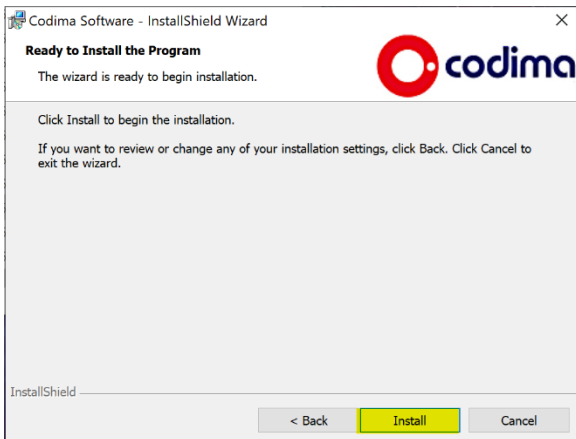 Codima Software - InstallShield Wizard
Ready to Install the Program
The wizard is ready to begin installation.
codima
Click Install to begin the installation.
If you want to review or change any of your installation settings, click Back. Click Cancel to
exit the wizard.
InstallShield
< Back Install Cancel